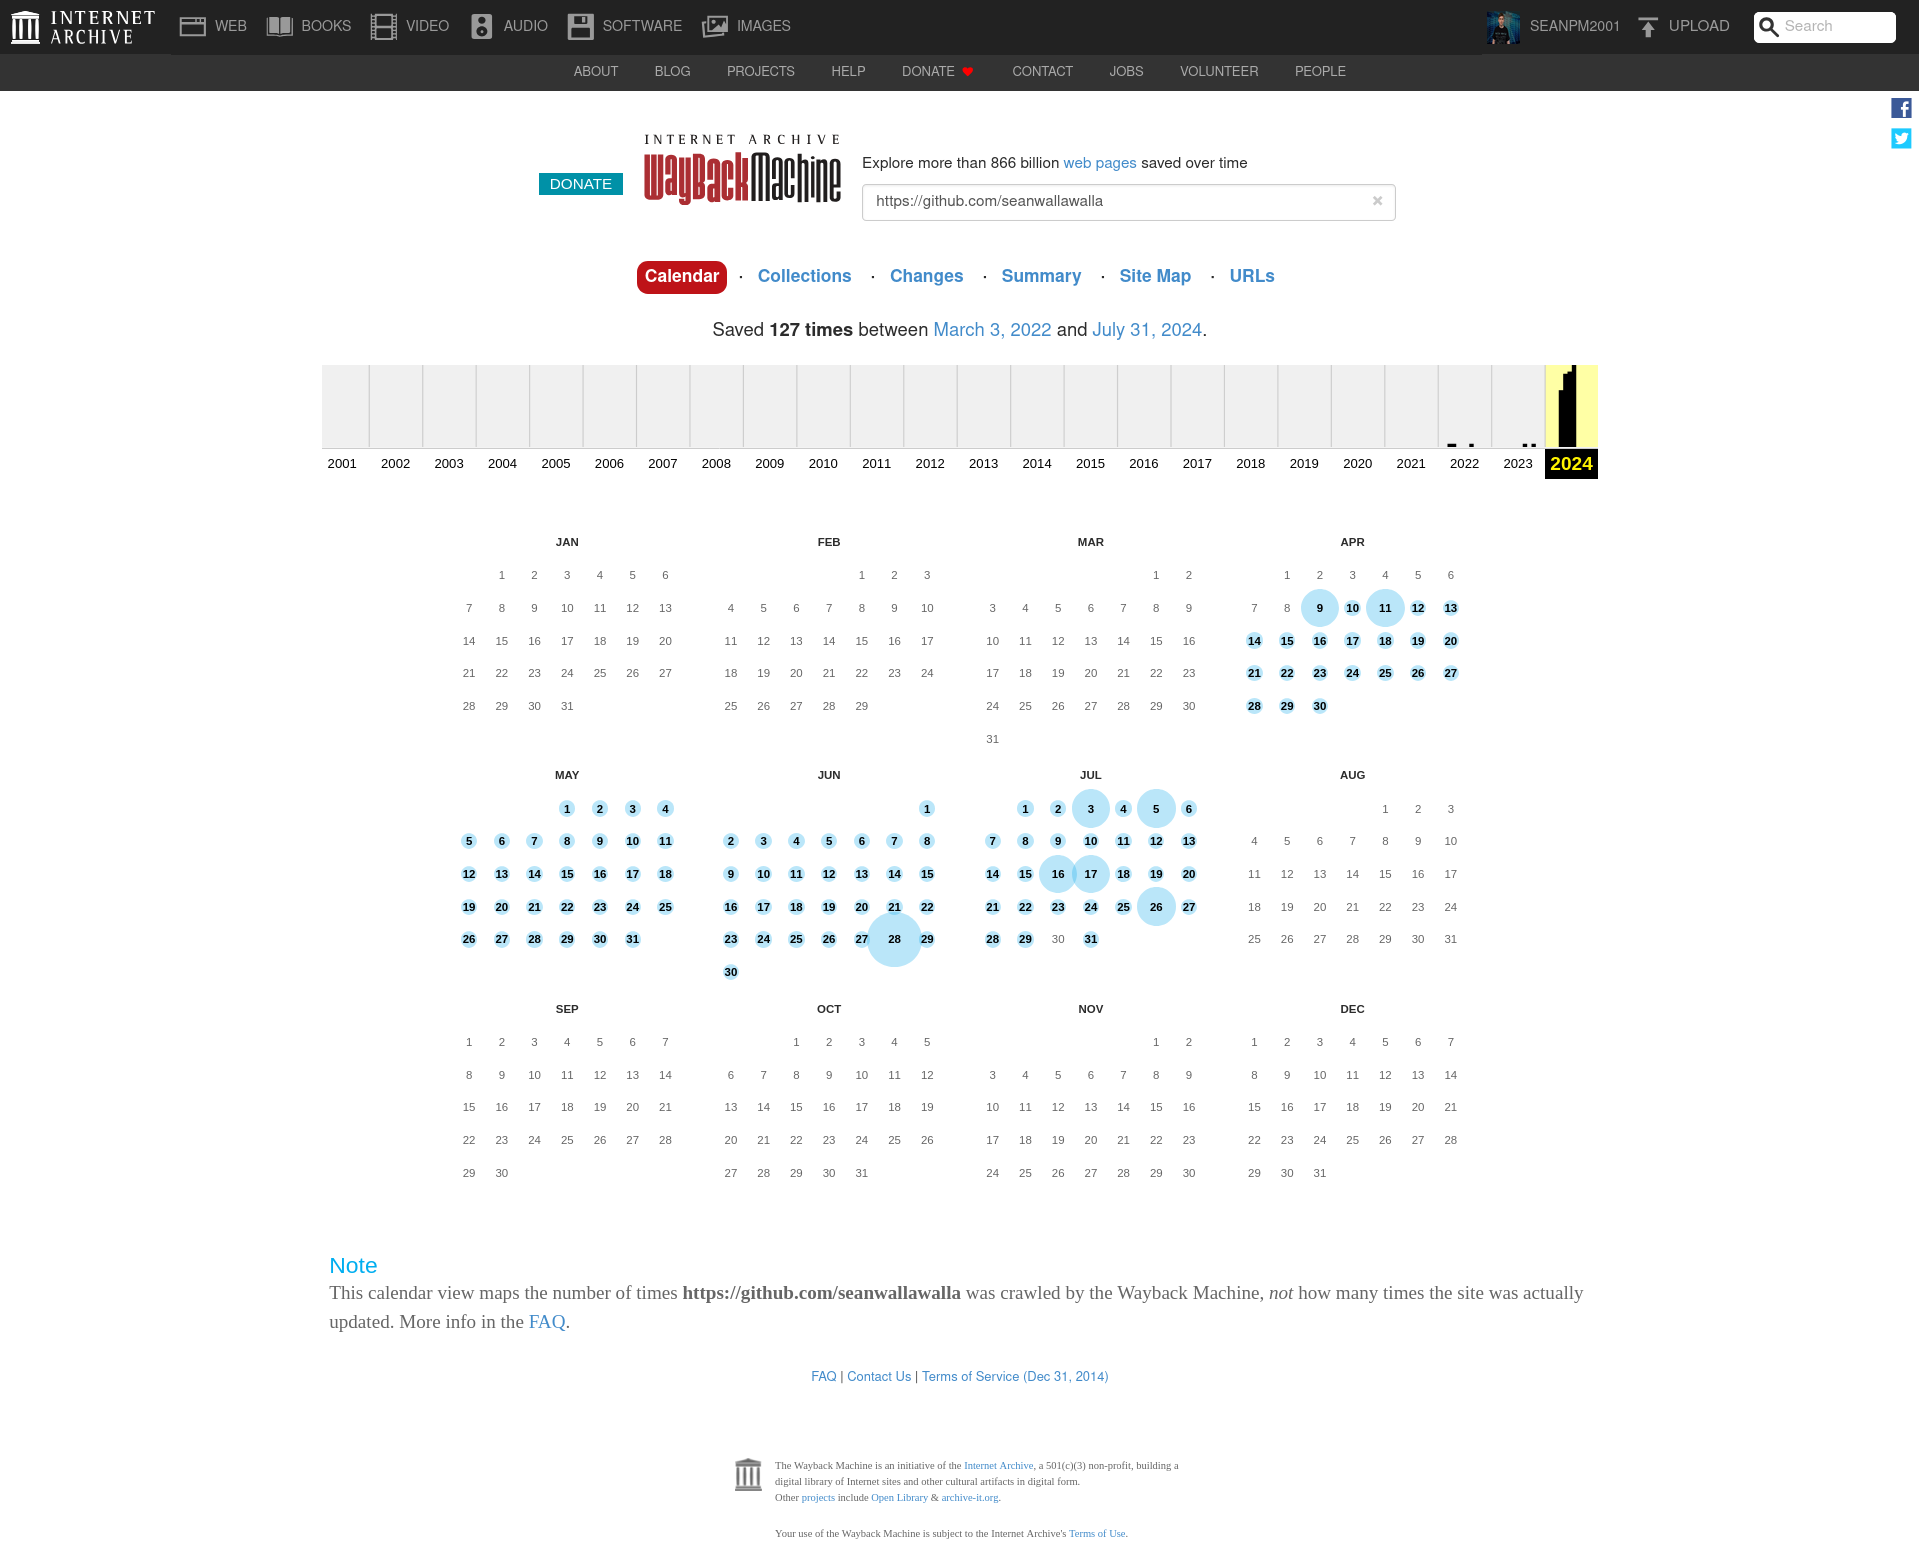 INTERNET ARCHIVE WEB BOOKS VIDEO AUDIO SOFTWARE IMAGES SEANPM2001 UPLOAD Search
ABOUT BLOG PROJECTS HELP DONATE CONTACT JOBS VOLUNTEER PEOPLE
DONATE
INTERNET ARCHIVE
WayBackMachine
Explore more than 866 billion web pages saved over time
https://github.com/seanwallawalla ×
Calendar · Collections · Changes · Summary · Site Map · URLs
Saved 127 times between March 3, 2022 and July 31, 2024.
2001 2002 2003 2004 2005 2006 2007 2008 2009 2010 2011 2012 2013 2014 2015 2016 2017 2018 2019 2020 2021 2022 2023 2024
JAN FEB MAR APR
1 2 3 4 5 6 1 2 3 1 2 1 2 3 4 5 6
7 8 9 10 11 12 13 4 5 6 7 8 9 10 3 4 5 6 7 8 9 7 8 9 10 11 12 13
14 15 16 17 18 19 20 11 12 13 14 15 16 17 10 11 12 13 14 15 16 14 15 16 17 18 19 20
21 22 23 24 25 26 27 18 19 20 21 22 23 24 17 18 19 20 21 22 23 21 22 23 24 25 26 27
28 29 30 31 25 26 27 28 29 24 25 26 27 28 29 30 28 29 30
31
MAY JUN JUL AUG
1 2 3 4 1 1 2 3 4 5 6 1 2 3
5 6 7 8 9 10 11 2 3 4 5 6 7 8 7 8 9 10 11 12 13 4 5 6 7 8 9 10
12 13 14 15 16 17 18 9 10 11 12 13 14 15 14 15 16 17 18 19 20 11 12 13 14 15 16 17
19 20 21 22 23 24 25 16 17 18 19 20 21 22 21 22 23 24 25 26 27 18 19 20 21 22 23 24
26 27 28 29 30 31 23 24 25 26 27 28 29 28 29 30 31 25 26 27 28 29 30 31
30
SEP OCT NOV DEC
1 2 3 4 5 6 7 1 2 3 4 5 1 2 1 2 3 4 5 6 7
8 9 10 11 12 13 14 6 7 8 9 10 11 12 3 4 5 6 7 8 9 8 9 10 11 12 13 14
15 16 17 18 19 20 21 13 14 15 16 17 18 19 10 11 12 13 14 15 16 15 16 17 18 19 20 21
22 23 24 25 26 27 28 20 21 22 23 24 25 26 17 18 19 20 21 22 23 22 23 24 25 26 27 28
29 30 27 28 29 30 31 24 25 26 27 28 29 30 29 30 31
Note
This calendar view maps the number of times https://github.com/seanwallawalla was crawled by the Wayback Machine, not how many times the site was actually
updated. More info in the FAQ.
FAQ | Contact Us | Terms of Service (Dec 31, 2014)
The Wayback Machine is an initiative of the Internet Archive, a 501(c)(3) non-profit, building a
digital library of Internet sites and other cultural artifacts in digital form.
Other projects include Open Library & archive-it.org.
Your use of the Wayback Machine is subject to the Internet Archive's Terms of Use.